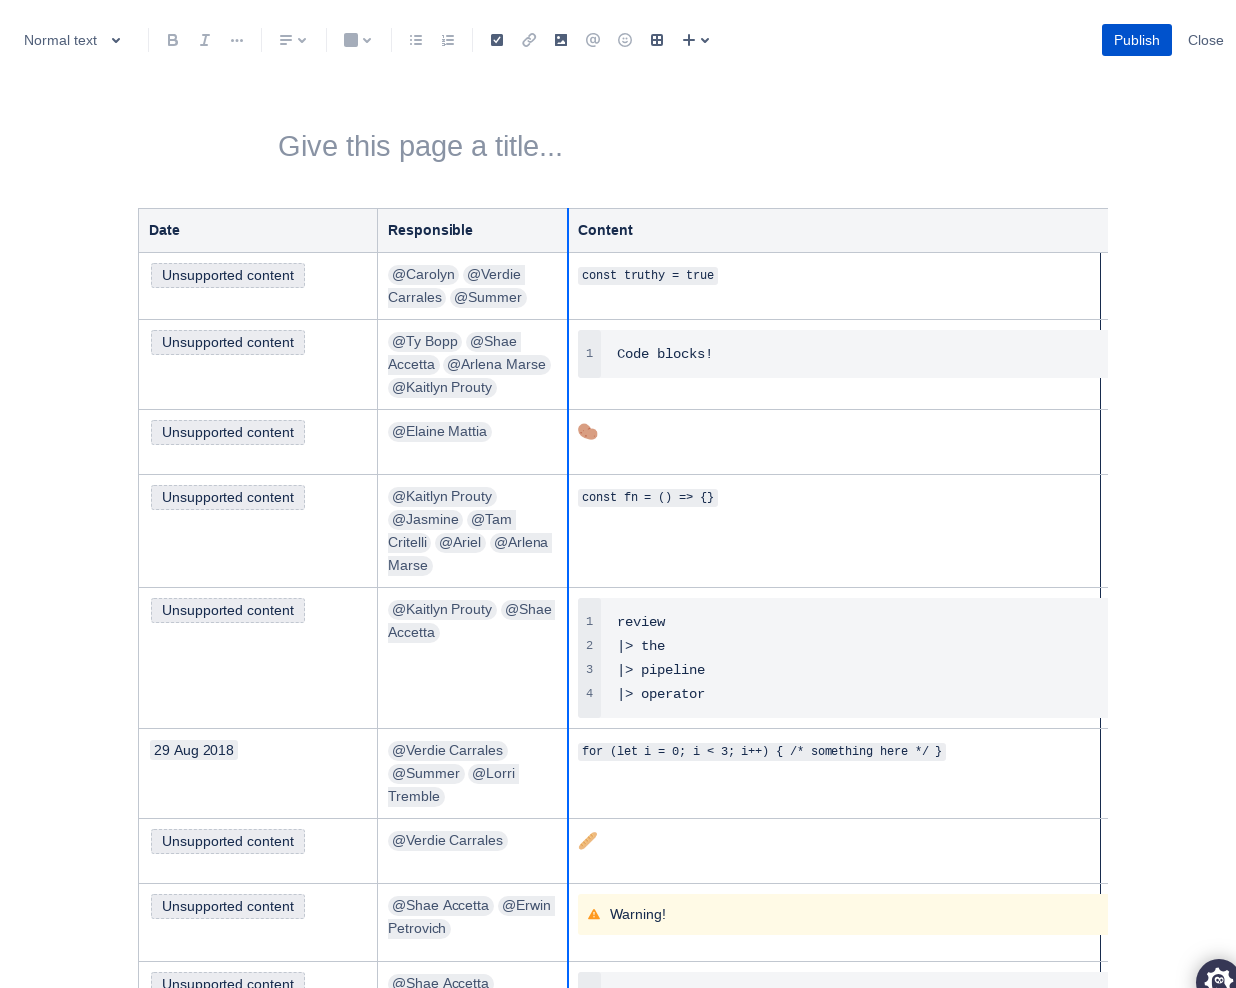 Normal text
Publish
Close
Give this page a title...
Date Responsible Content
Unsupported content
@Carolyn @Verdie
Carrales @Summer
const truthy = true
Unsupported content
@Ty Bopp @Shae
Accetta @Arlena Marse
@Kaitlyn Prouty
1 Code blocks!
Unsupported content
@Elaine Mattia
Unsupported content
@Kaitlyn Prouty
@Jasmine @Tam
Critelli @Ariel @Arlena
Marse
const fn = () => {}
Unsupported content
@Kaitlyn Prouty @Shae
Accetta
1 review
2 |> the
3 |> pipeline
4 |> operator
29 Aug 2018
@Verdie Carrales
@Summer @Lorri
Tremble
for (let i = 0; i < 3; i++) { /* something here */ }
Unsupported content
@Verdie Carrales
Unsupported content
@Shae Accetta @Erwin
Petrovich
Warning!
Unsupported content
@Shae Accetta